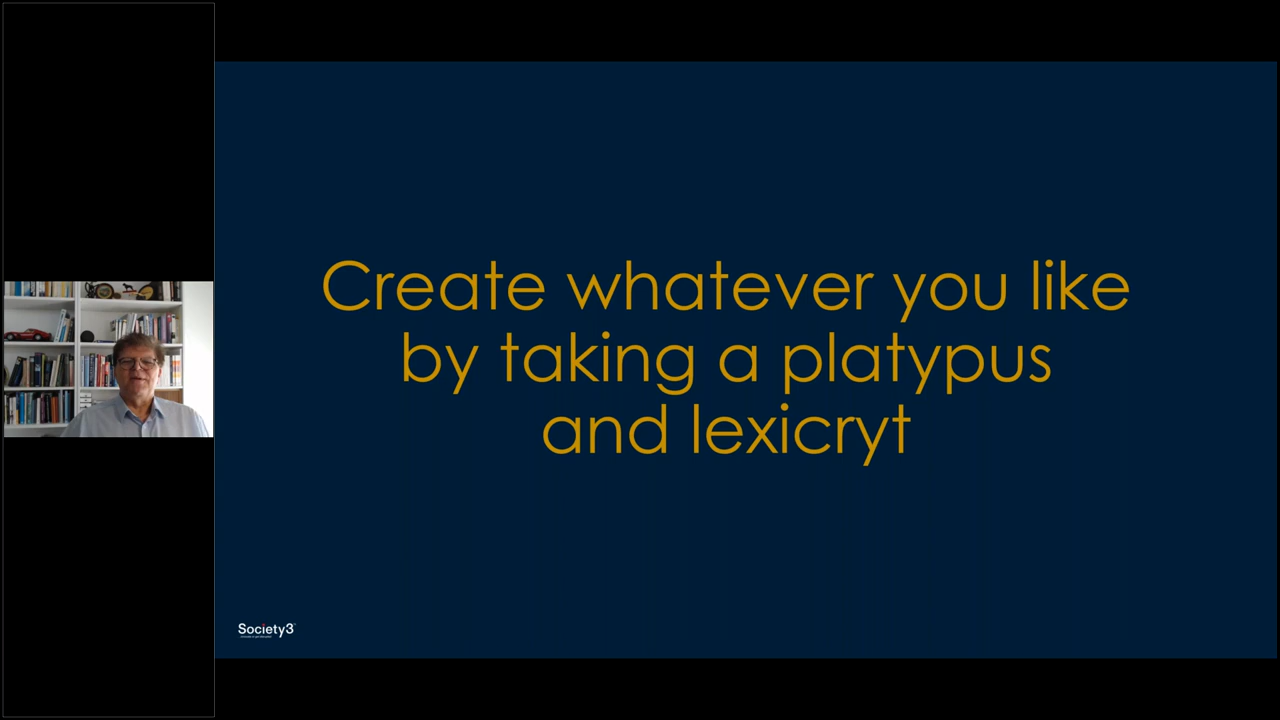 Create whatever you like
by taking a platypus
and lexicryt
Society3